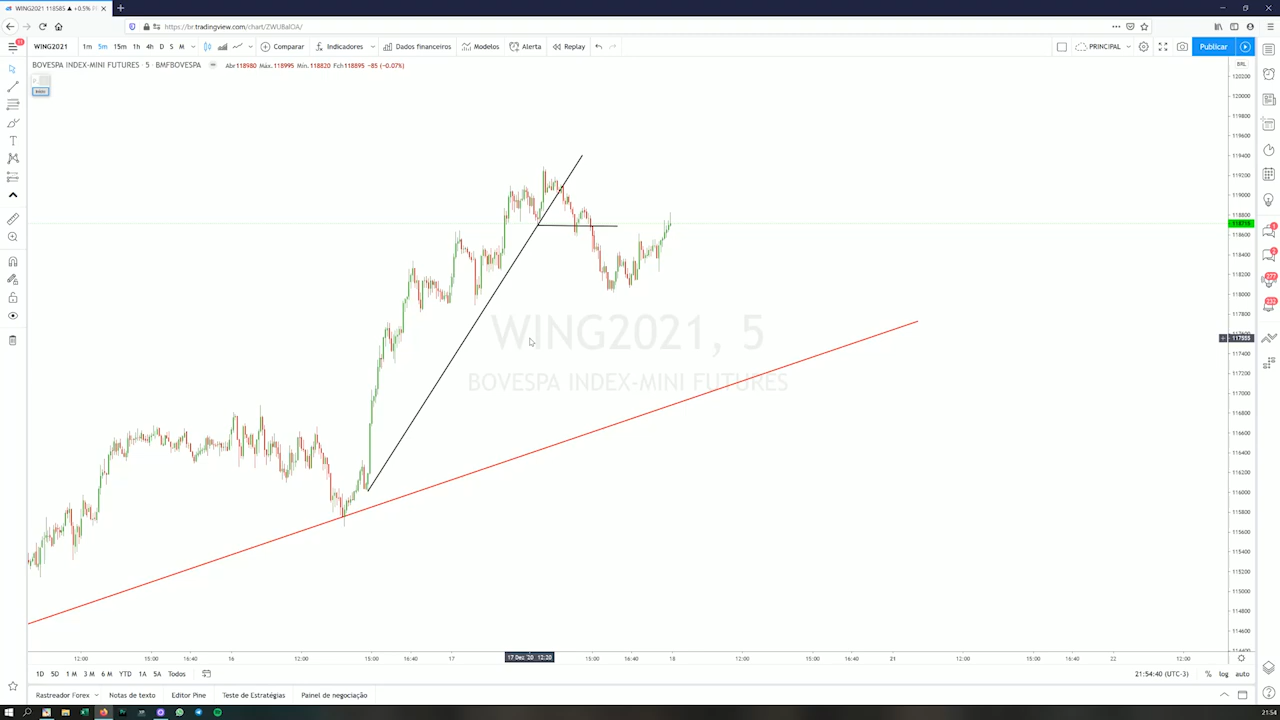 WING2021 118585 ▲ +0.5% P
https://br.tradingview.com/chart/ZWUBalOA/
WING2021 1m 5m 15m 1h 4h D S M Comparar Indicadores Dados financeiros Modelos Alerta Replay PRINCIPAL Publicar
BOVESPA INDEX-MINI FUTURES · 5 · BMFBOVESPA Abr118980 Máx.118995 Mín.118820 Fch118895 -85 (-0.07%)
BRL
120200
120000
119800
119600
119400
119200
119000
118800
118600
118400
118200
118000
117800
117585
117400
117200
117000
116800
116600
116400
116200
116000
115800
115600
115400
115200
115000
114800
114600
114400
WING2021, 5
BOVESPA INDEX-MINI FUTURES
12:00 15:00 16 12:00 15:00 16:40 17 17 Dez '20 12:20 15:00 16:40 18 12:00 15:00 16:40 21 12:00 15:00 16:40 22 12:00
1D 5D 1M 3M 6M YTD 1A 5A Todos
21:54:40 (UTC-3) % log auto
Rastreador Forex Notas de texto Editor Pine Teste de Estratégias Painel de negociação
21:54